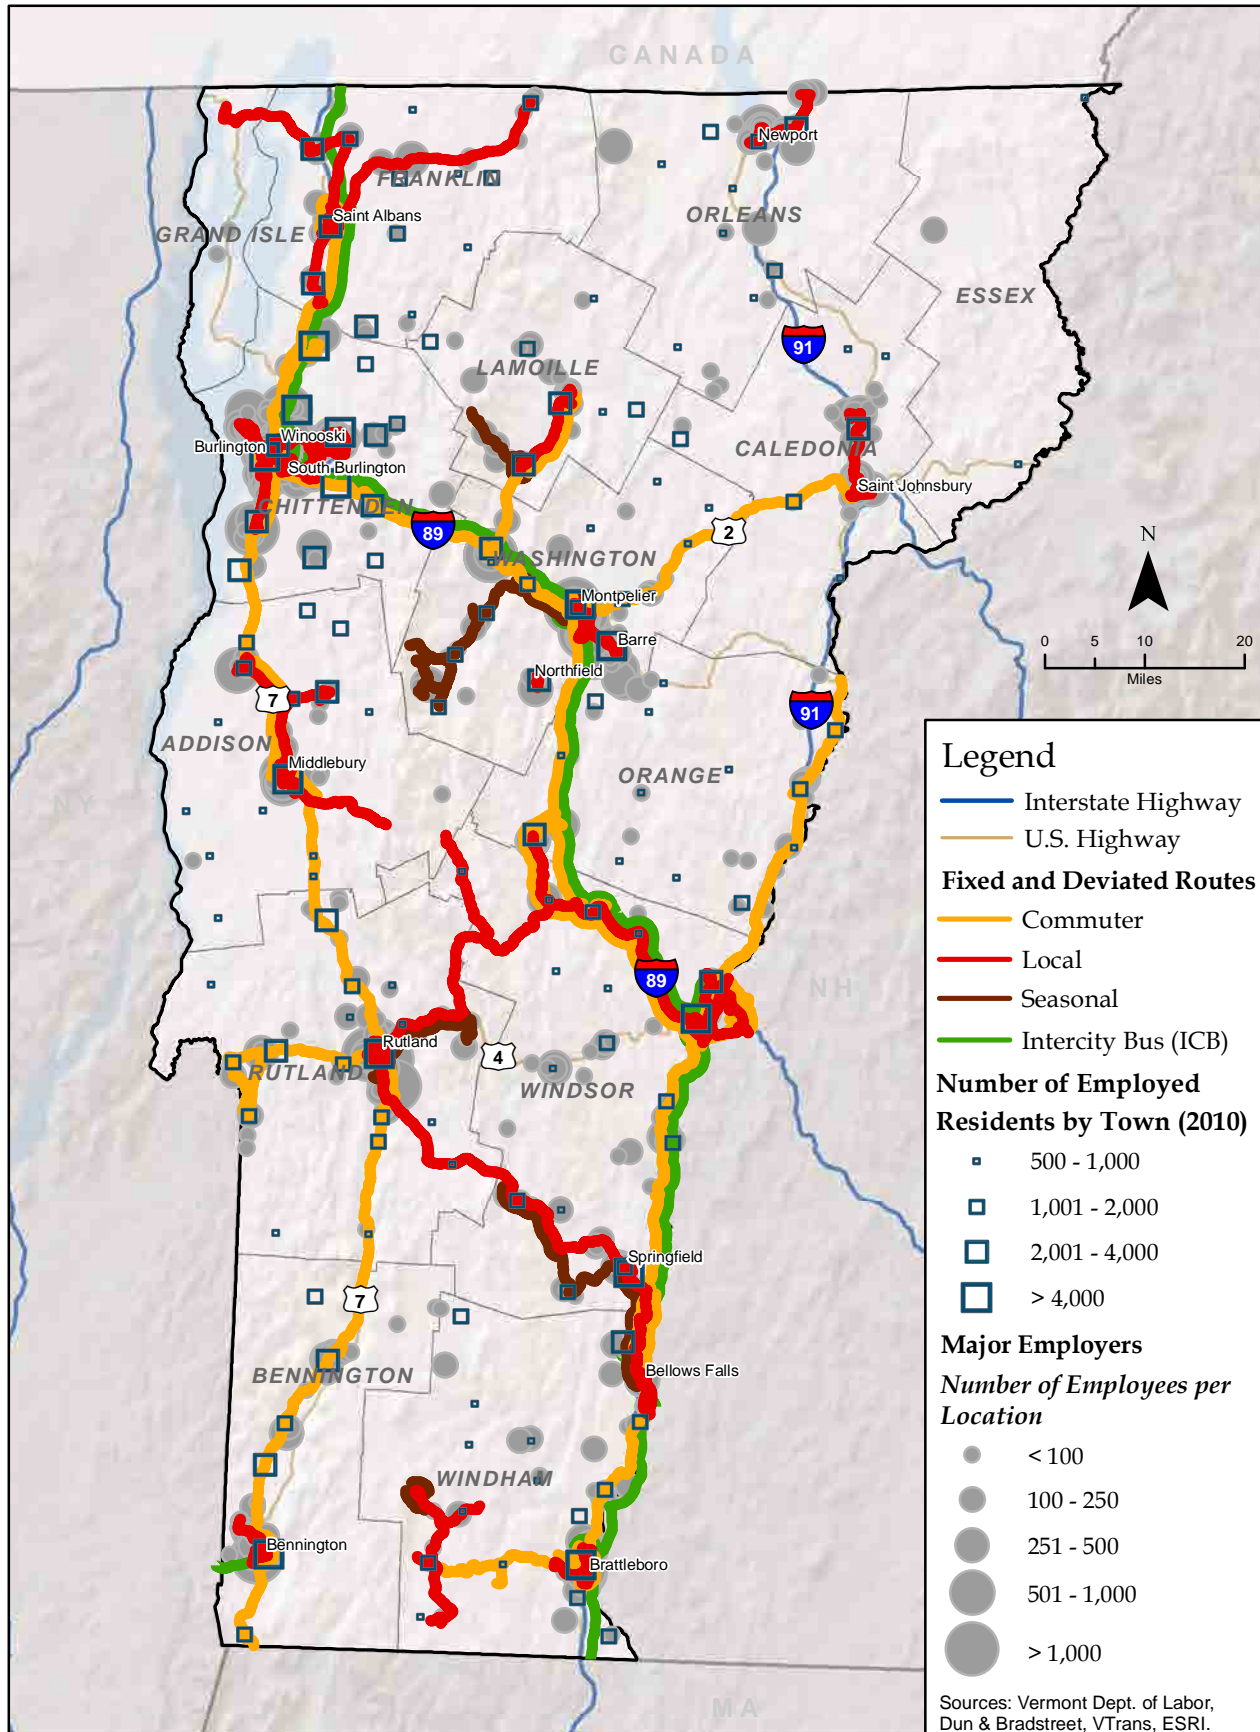 CANADA
Newport
FRANKLIN
ORLEANS
Saint Albans
GRAND ISLE
ESSEX
91
LAMOILLE
Winooski
Burlington
CALEDONIA
South Burlington
Saint Johnsbury
CHITTENDEN
89
2
WASHINGTON
N
Montpelier
Barre
0 5 10 20
Miles
Northfield
7
91
ADDISON
Middlebury
ORANGE
NY
NH
89
Rutland
4
RUTLAND
WINDSOR
Springfield
7
BENNINGTON
Bellows Falls
WINDHAM
Bennington
Brattleboro
MA
Legend
Interstate Highway
U.S. Highway
Fixed and Deviated Routes
Commuter
Local
Seasonal
Intercity Bus (ICB)
Number of Employed
Residents by Town (2010)
500 - 1,000
1,001 - 2,000
2,001 - 4,000
> 4,000
Major Employers
Number of Employees per
Location
< 100
100 - 250
251 - 500
501 - 1,000
> 1,000
Sources: Vermont Dept. of Labor,
Dun & Bradstreet, VTrans, ESRI.